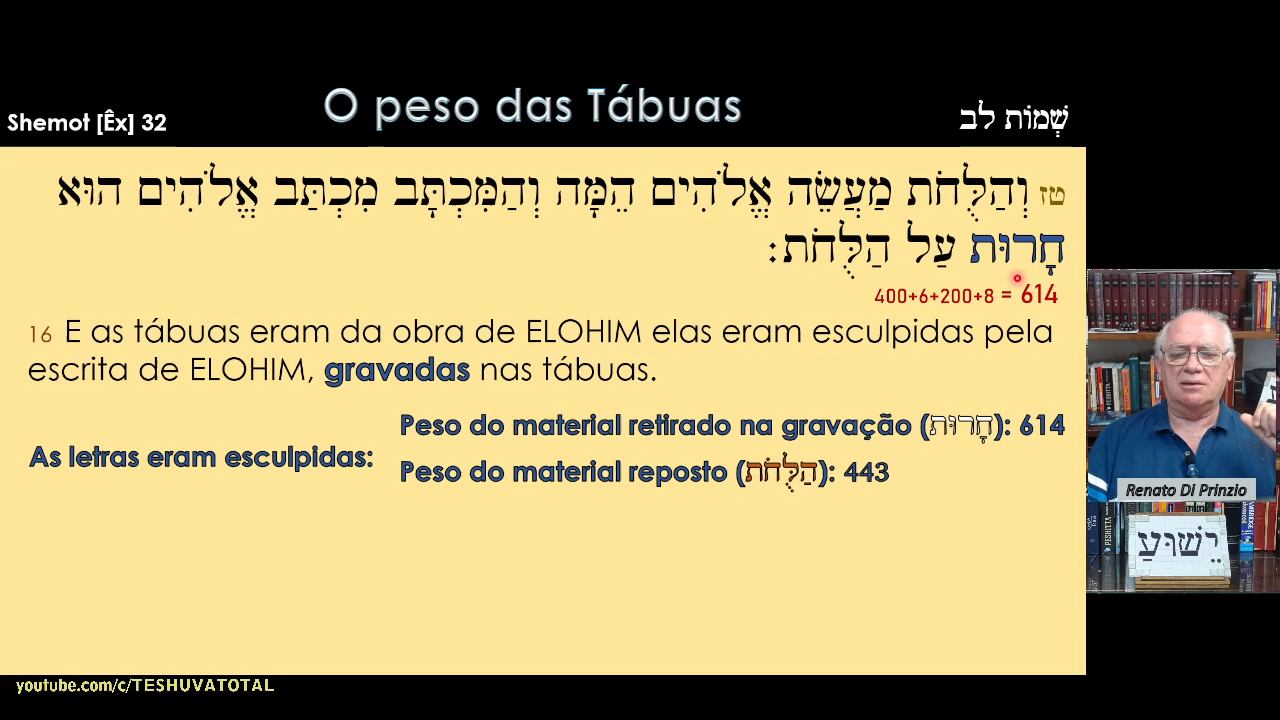 O peso das Tábuas
Shemot [Êx] 32
שְׁמוֹת לב
טז וְהַלֻּחֹת מַעֲשֵׂה אֱלֹהִים הֵמָּה וְהַמִּכְתָּב מִכְתַּב אֱלֹהִים הוּא
חָרוּת עַל הַלֻּחֹת׃
400+6+200+8 = 614
16 E as tábuas eram da obra de ELOHIM elas eram esculpidas pela
escrita de ELOHIM, gravadas nas tábuas.
As letras eram esculpidas:
Peso do material retirado na gravação (חָרוּת): 614
Peso do material reposto (הַלֻּחֹת): 443
Renato Di Prinzio
PESHITTA
יֵשׁוּעַ
youtube.com/c/TESHUVATOTAL